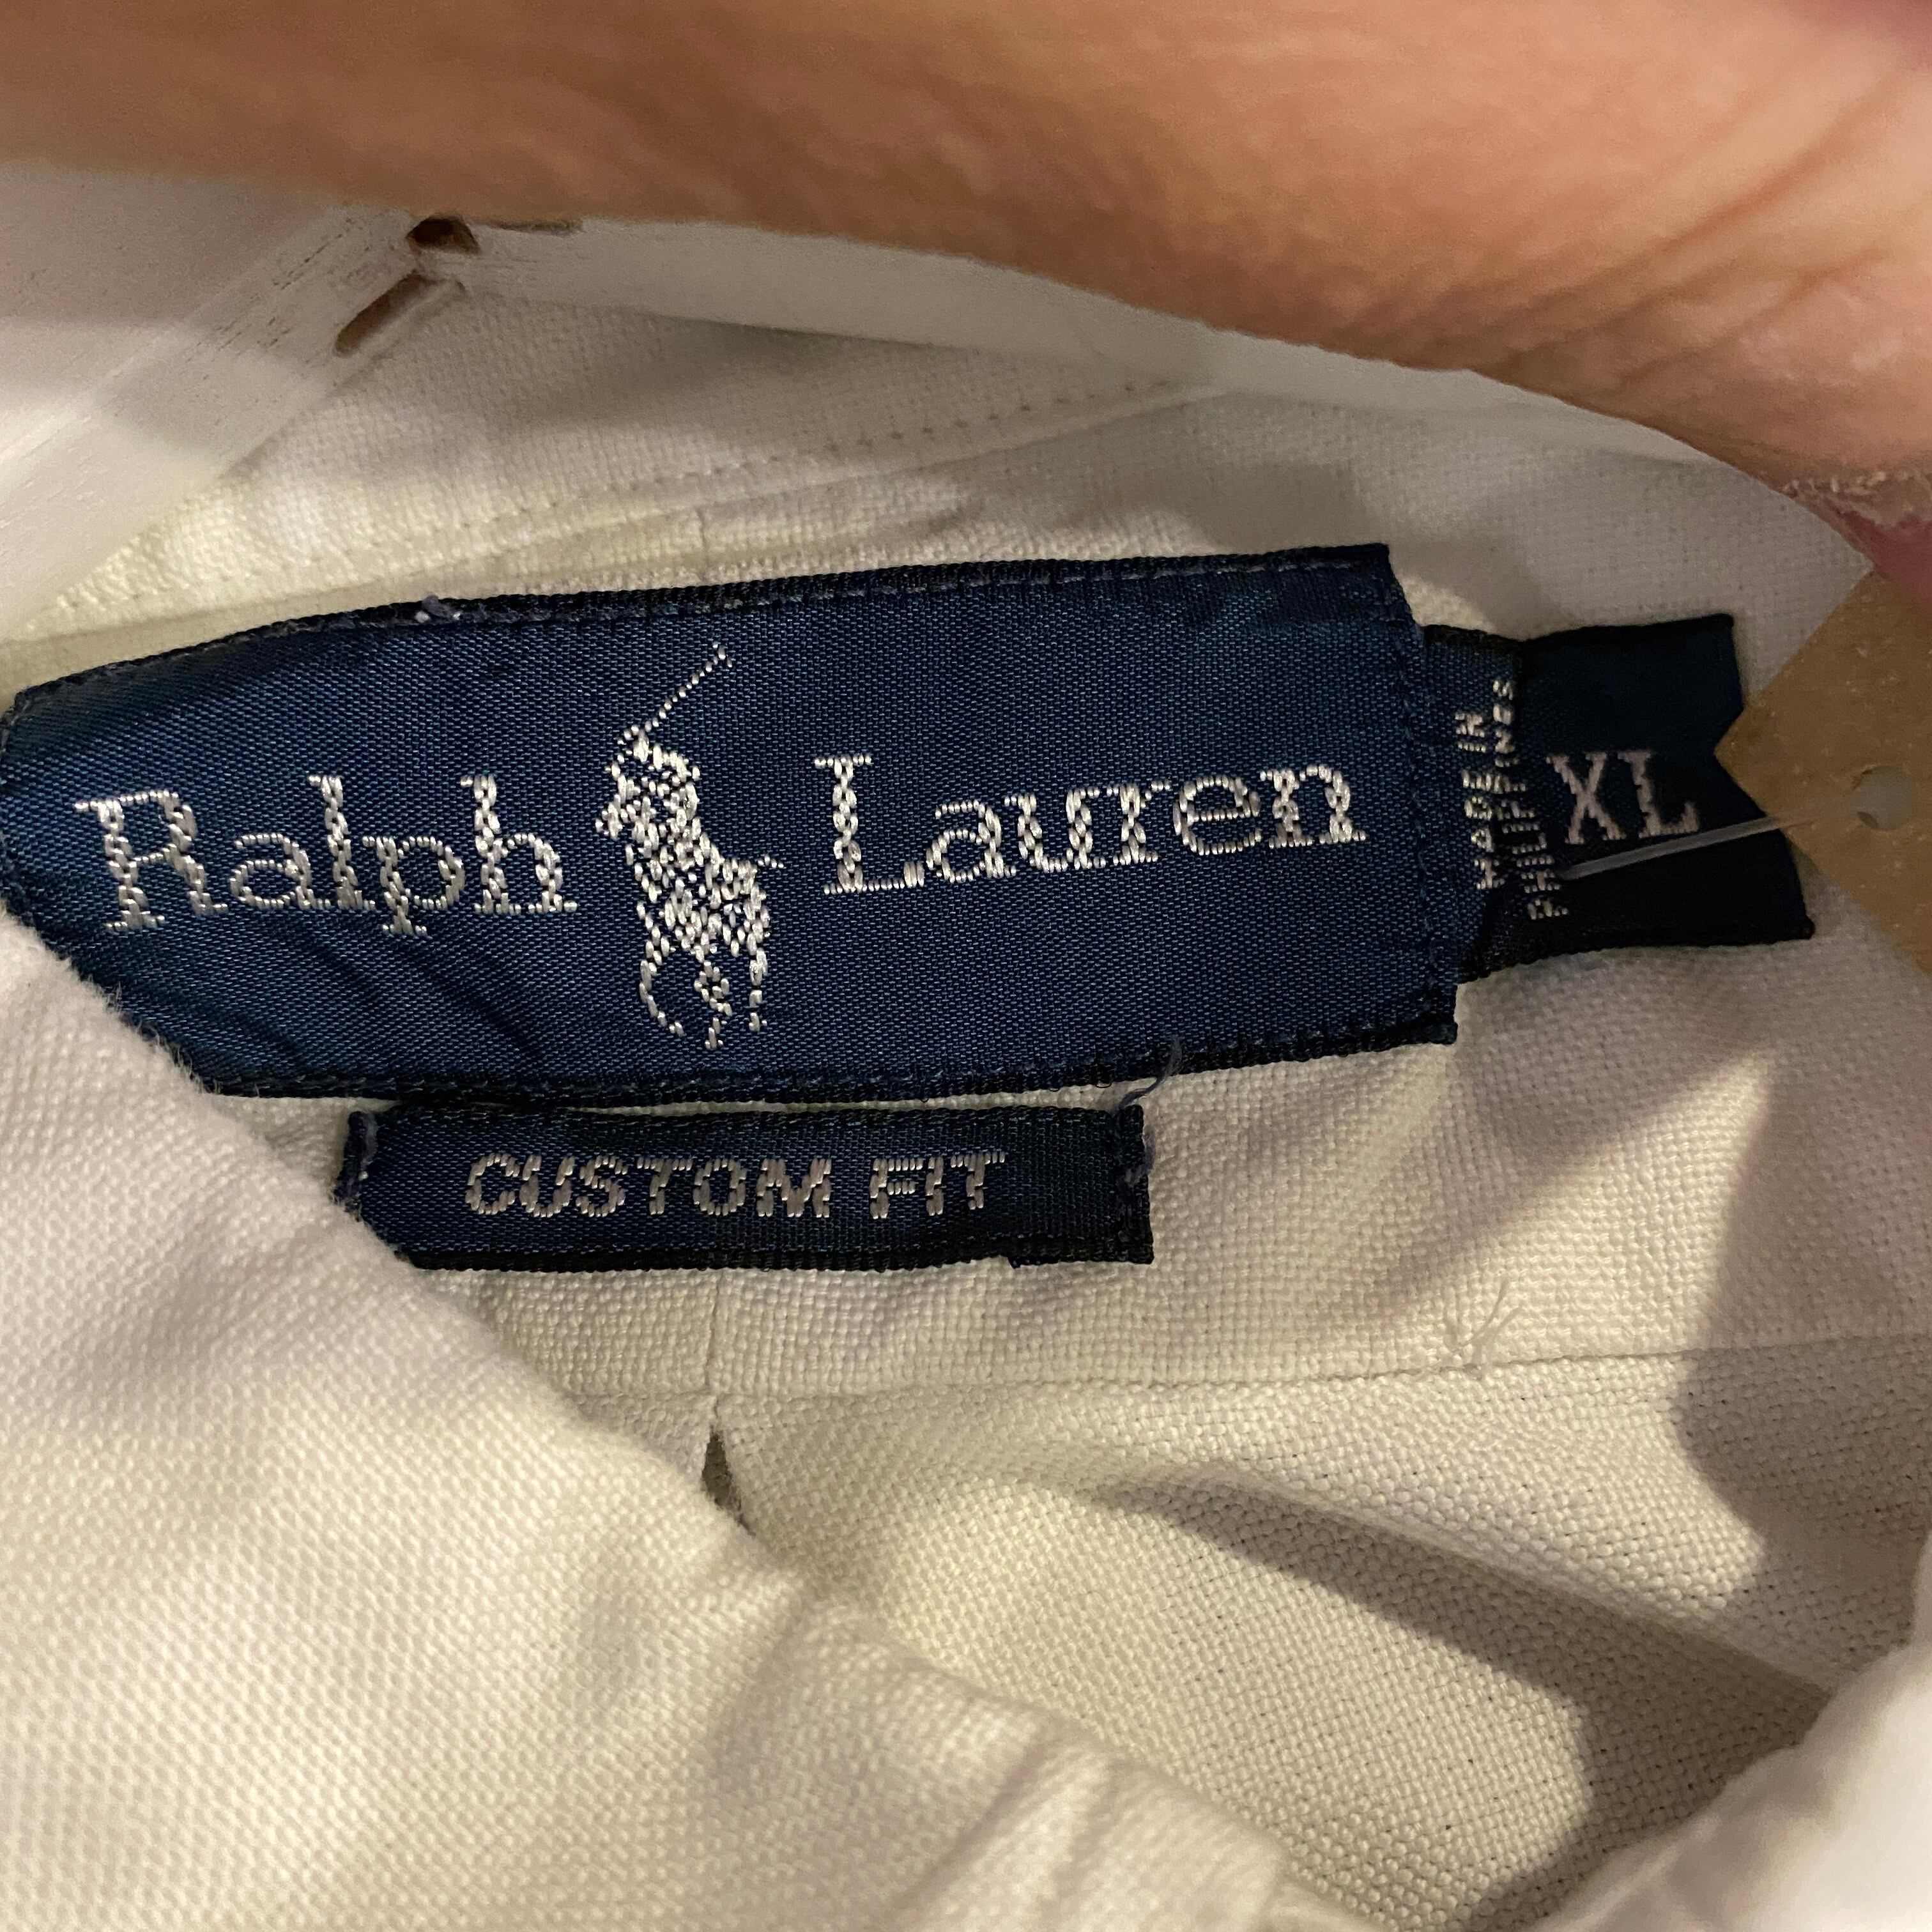 Ralph Lauren
MADE IN
PHILIPPINES
XL
CUSTOM FIT